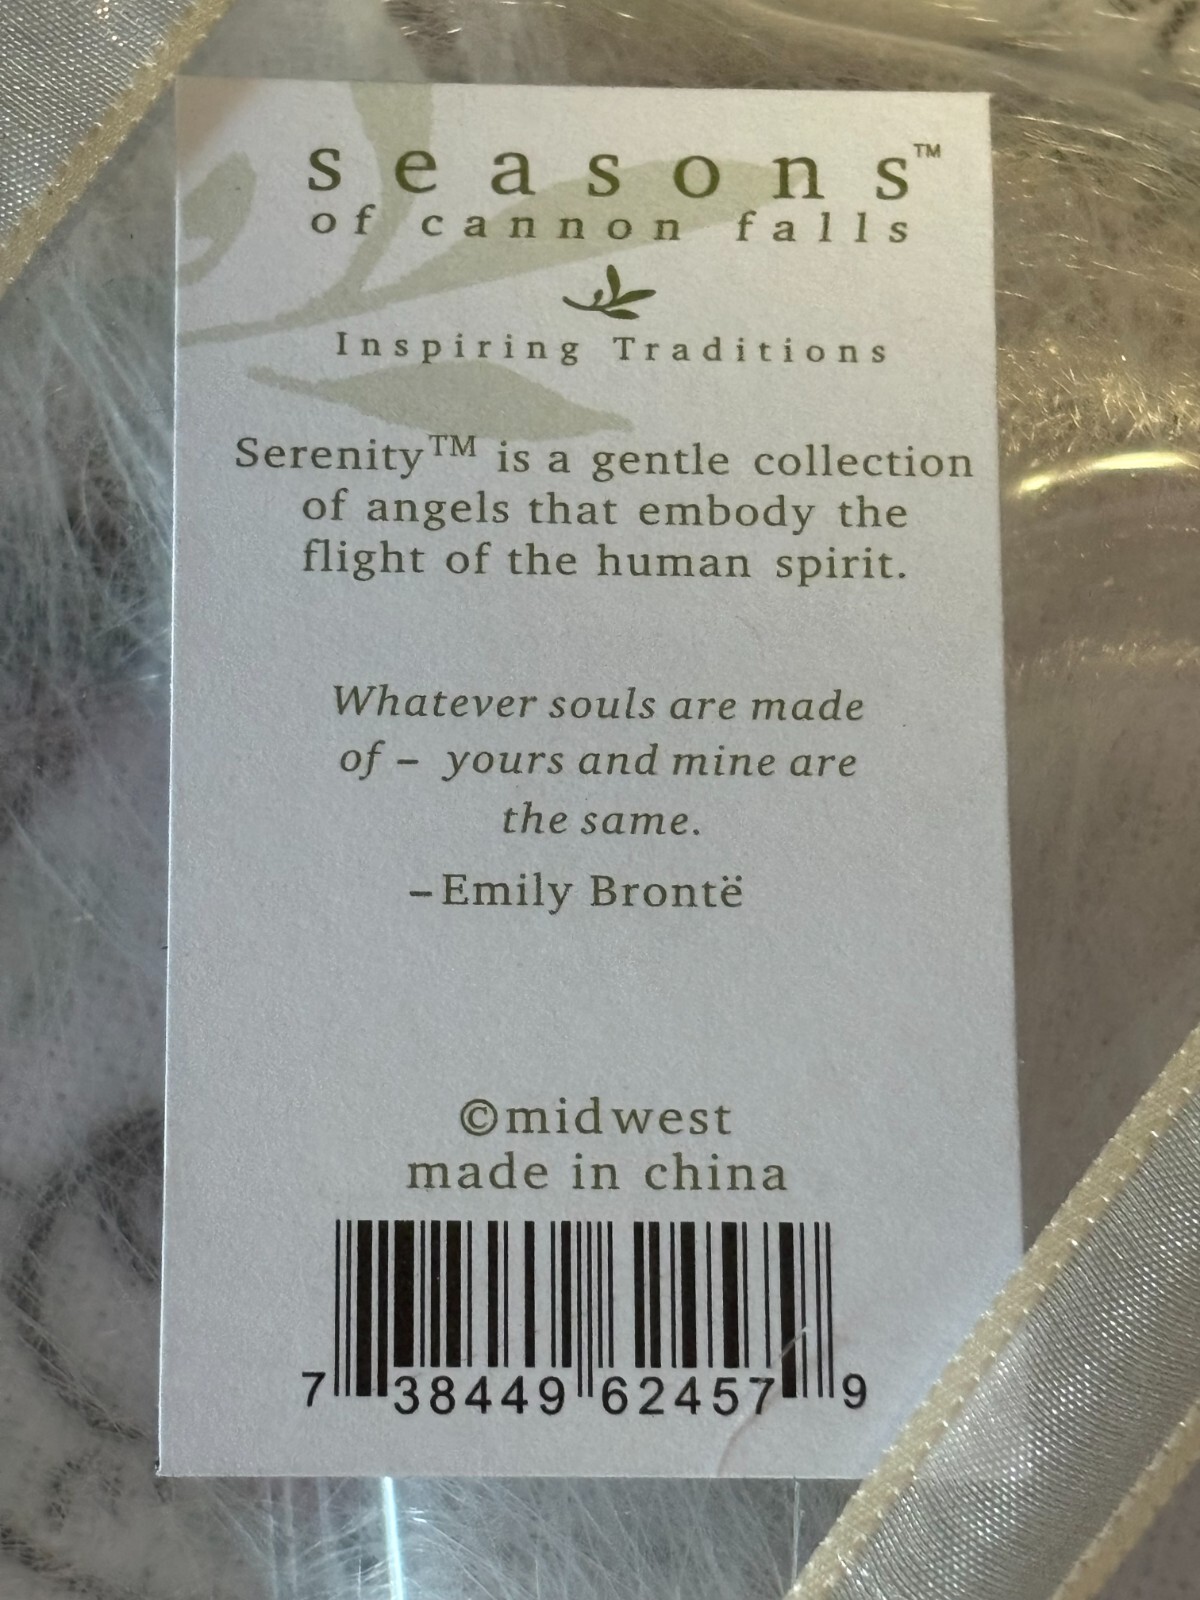 seasons™
of cannon falls
Inspiring Traditions
Serenity™ is a gentle collection
of angels that embody the
flight of the human spirit.
Whatever souls are made
of – yours and mine are
the same.
–Emily Brontë
©midwest
made in china
7 38449 62457 9